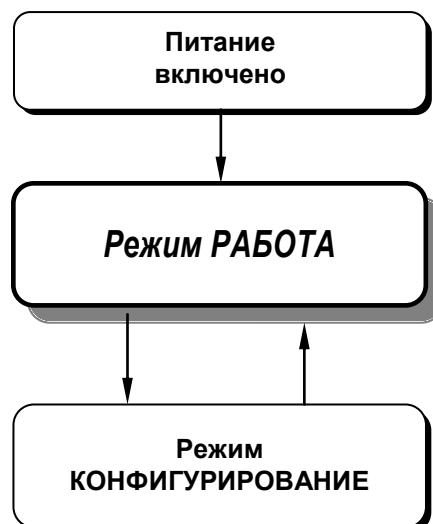 Питание
включено
Режим РАБОТА
Режим
КОНФИГУРИРОВАНИЕ